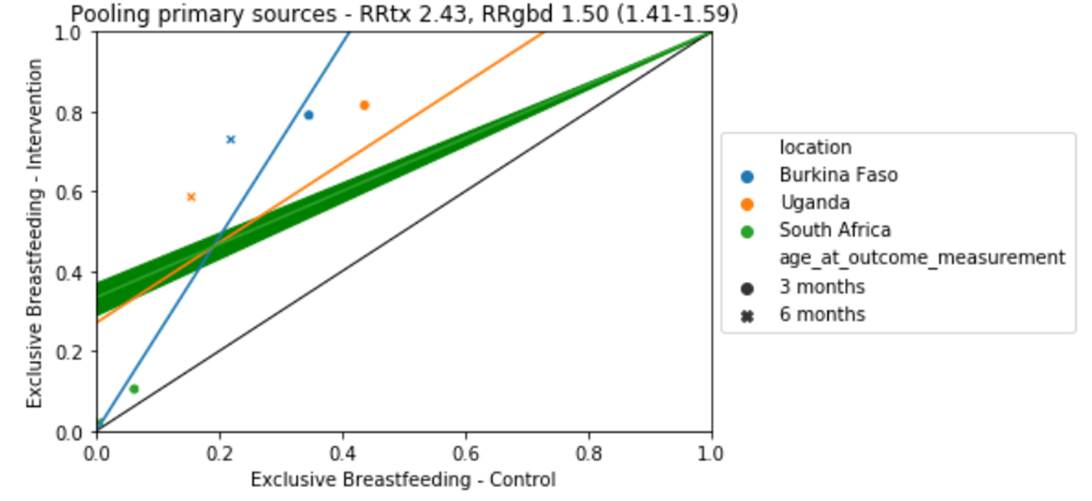 Pooling primary sources - RRtx 2.43, RRgbd 1.50 (1.41-1.59)
1.0
0.8
0.6
0.4
0.2
0.0
Exclusive Breastfeeding - Intervention
0.0 0.2 0.4 0.6 0.8 1.0
Exclusive Breastfeeding - Control
location
Burkina Faso
Uganda
South Africa
age_at_outcome_measurement
3 months
6 months